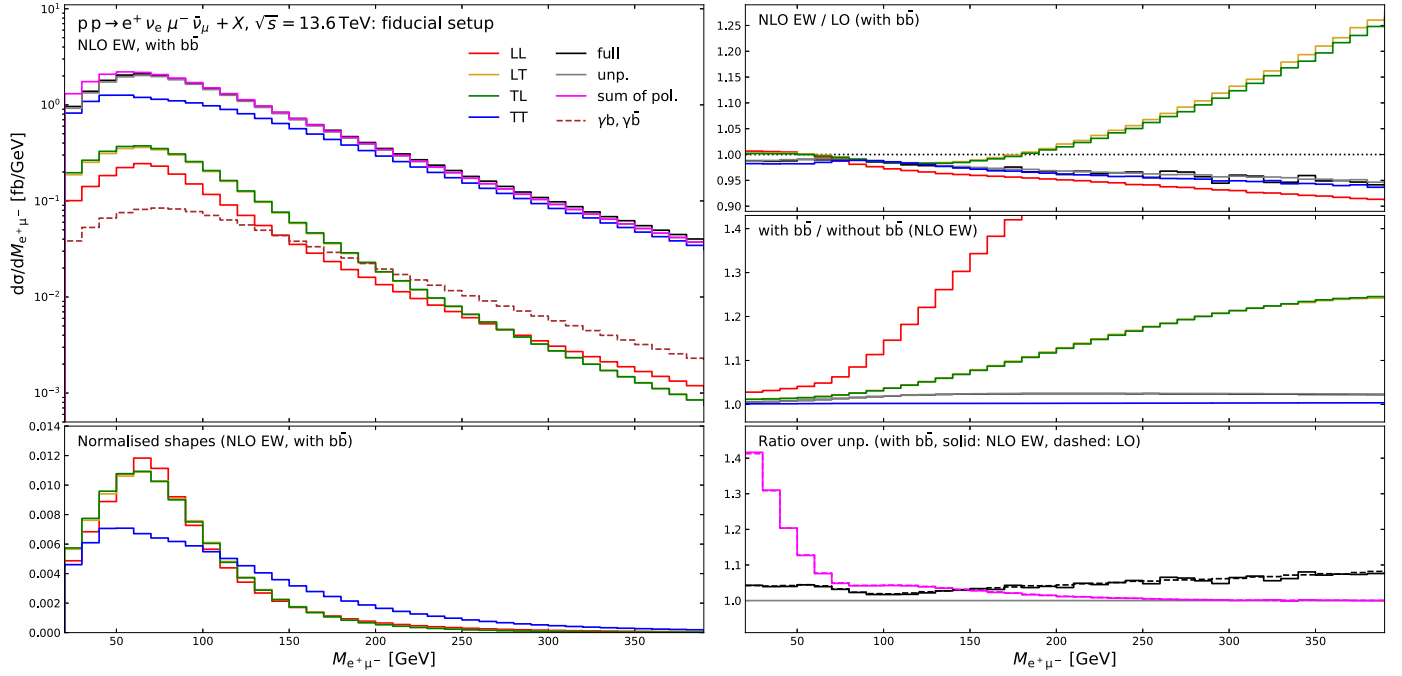 p p → e⁺ νₑ μ⁻ ν̄_μ + X, √s = 13.6 TeV: fiducial setup
NLO EW, with bb̄
LL
LT
TL
TT
full
unp.
sum of pol.
γb, γb̄
dσ/dM_{e⁺μ⁻} [fb/GeV]
10¹
10⁰
10⁻¹
10⁻²
10⁻³
Normalised shapes (NLO EW, with bb̄)
0.014
0.012
0.010
0.008
0.006
0.004
0.002
0.000
50 100 150 200 250 300 350
M_{e⁺μ⁻} [GeV]
NLO EW / LO (with bb̄)
1.25
1.20
1.15
1.10
1.05
1.00
0.95
0.90
with bb̄ / without bb̄ (NLO EW)
1.4
1.3
1.2
1.1
1.0
Ratio over unp. (with bb̄, solid: NLO EW, dashed: LO)
1.4
1.3
1.2
1.1
1.0
50 100 150 200 250 300 350
M_{e⁺μ⁻} [GeV]